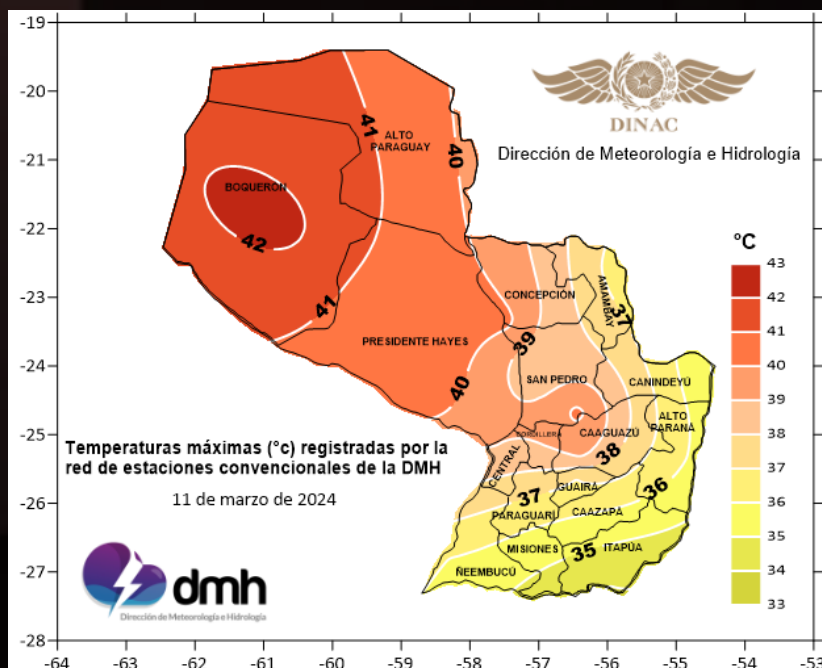 -19
-20
-21
-22
-23
-24
-25
-26
-27
-28
-64
-63
-62
-61
-60
-59
-58
-57
-56
-55
-54
-53
DINAC
Dirección de Meteorología e Hidrología
41
ALTO
PARAGUAY
40
BOQUERÓN
42
41
CONCEPCIÓN
AMAMBAY
37
PRESIDENTE HAYES
39
40
SAN PEDRO
CANINDEYÚ
ALTO
PARANÁ
CORDILLERA
CAAGUAZÚ
CENTRAL
38
GUAIRÁ
36
37
PARAGUARÍ
CAAZAPÁ
MISIONES
35
ITAPÚA
ÑEEMBUCÚ
°C
43
42
41
40
39
38
37
36
35
34
33
Temperaturas máximas (°c) registradas por la
red de estaciones convencionales de la DMH
11 de marzo de 2024
dmh
Dirección de Meteorología e Hidrología